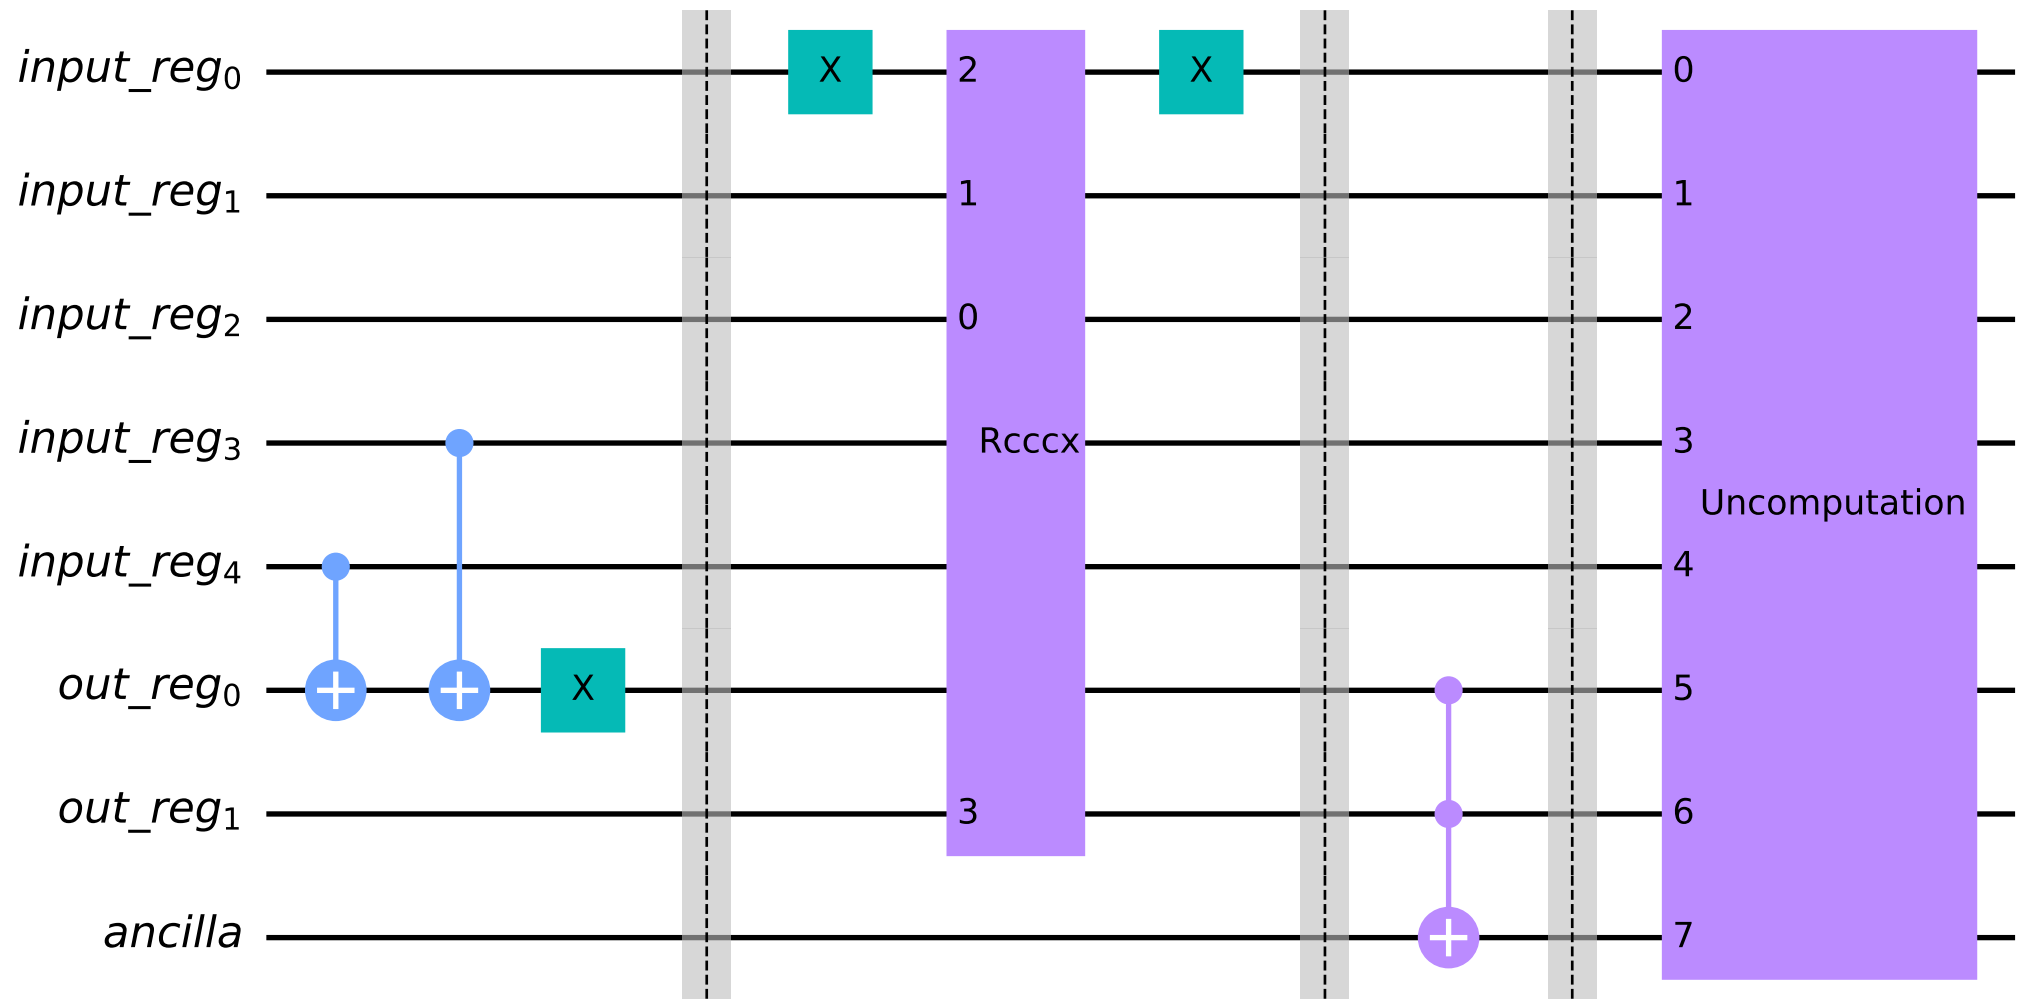 input_reg0 X 2 X 0
input_reg1 1 1
input_reg2 0 2
input_reg3 Rcccx 3
Uncomputation
input_reg4 4
out_reg0 X 5
out_reg1 3 6
ancilla 7